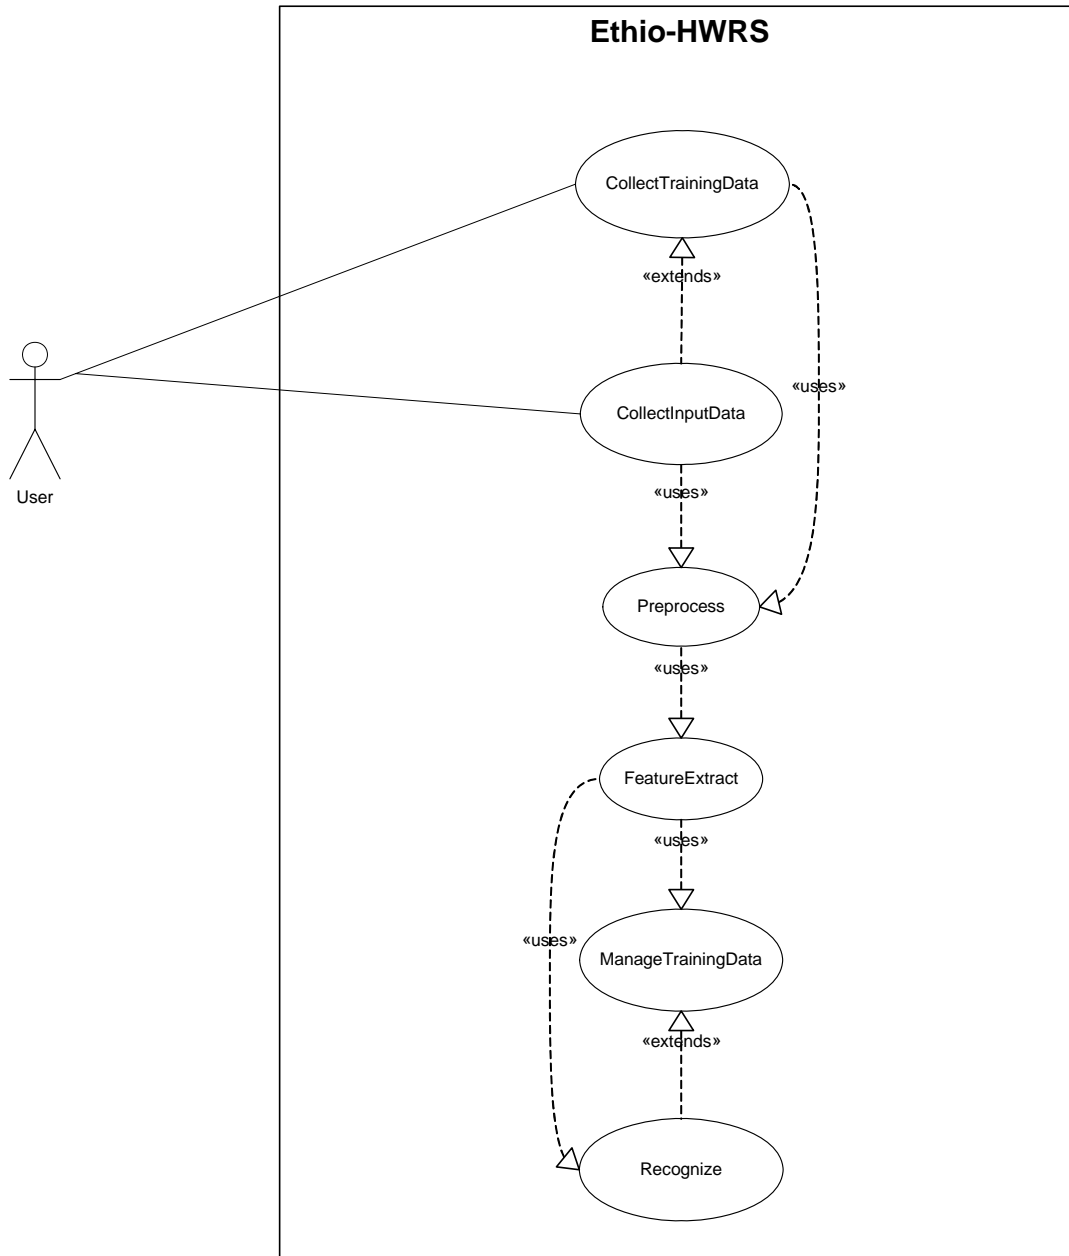 Ethio-HWRS
CollectTrainingData
«extends»
«uses»
CollectInputData
User
«uses»
Preprocess
«uses»
FeatureExtract
«uses»
«uses»
ManageTrainingData
«extends»
Recognize